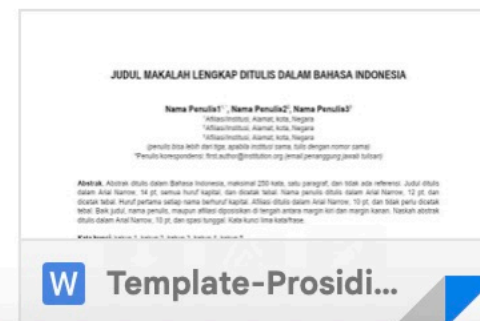 JUDUL MAKALAH LENGKAP DITULIS DALAM BAHASA INDONESIA
Nama Penulis1*, Nama Penulis2², Nama Penulis3³
¹Afiliasi/institusi, Alamat, kota, Negara
²Afiliasi/institusi, Alamat, kota, Negara
³Afiliasi/institusi, Alamat, kota, Negara
(penulis bisa lebih dari tiga, apabila institusi sama, tulis dengan nomor sama)
*Penulis korespondensi: first.author@institution.org (email penanggung jawab tulisan)
Abstrak. Abstrak ditulis dalam Bahasa Indonesia, maksimal 250 kata, satu paragraf, dan tidak ada referensi. Judul ditulis
dalam Arial Narrow, 14 pt, semua huruf kapital, dan dicetak tebal. Nama penulis ditulis dalam Arial Narrow, 12 pt, dan
dicetak tebal. Huruf pertama setiap nama berhuruf kapital. Afiliasi ditulis dalam Arial Narrow, 10 pt, dan tidak perlu dicetak
tebal. Baik judul, nama penulis, maupun afiliasi diposisikan di tengah antara margin kiri dan margin kanan. Naskah abstrak
ditulis dalam Arial Narrow, 10 pt, dan spasi tunggal. Kata kunci lima kata/frase.
W Template-Prosidi...